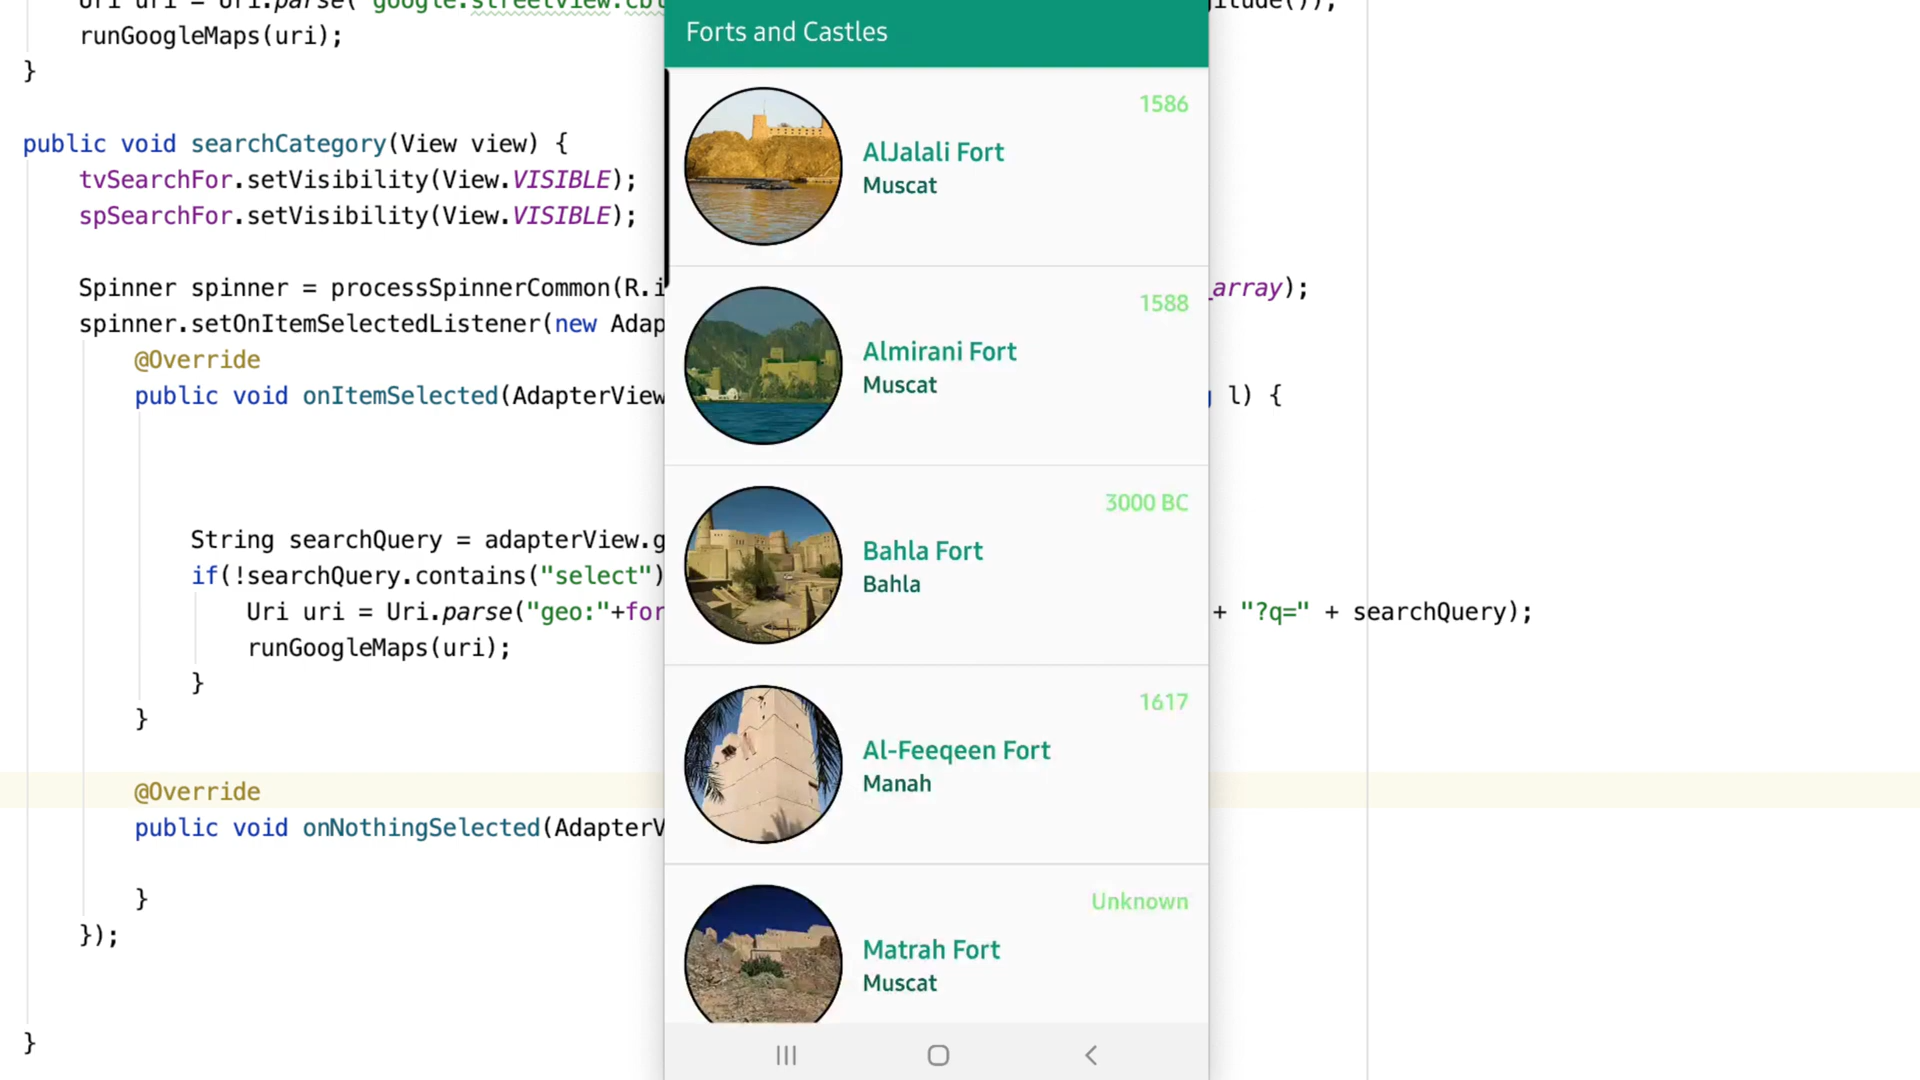 runGoogleMaps(uri);
}
public void searchCategory(View view) {
tvSearchFor.setVisibility(View.VISIBLE);
spSearchFor.setVisibility(View.VISIBLE);
Spinner spinner = processSpinnerCommon(R.i
_array);
spinner.setOnItemSelectedListener(new Adap
@Override
public void onItemSelected(AdapterView
l) {
String searchQuery = adapterView.g
if(!searchQuery.contains("select")
Uri uri = Uri.parse("geo:"+for
+ "?q=" + searchQuery);
runGoogleMaps(uri);
}
}
@Override
public void onNothingSelected(AdapterV
}
});
}
Forts and Castles
1586
AlJalali Fort
Muscat
1588
Almirani Fort
Muscat
3000 BC
Bahla Fort
Bahla
1617
Al-Feeqeen Fort
Manah
Unknown
Matrah Fort
Muscat